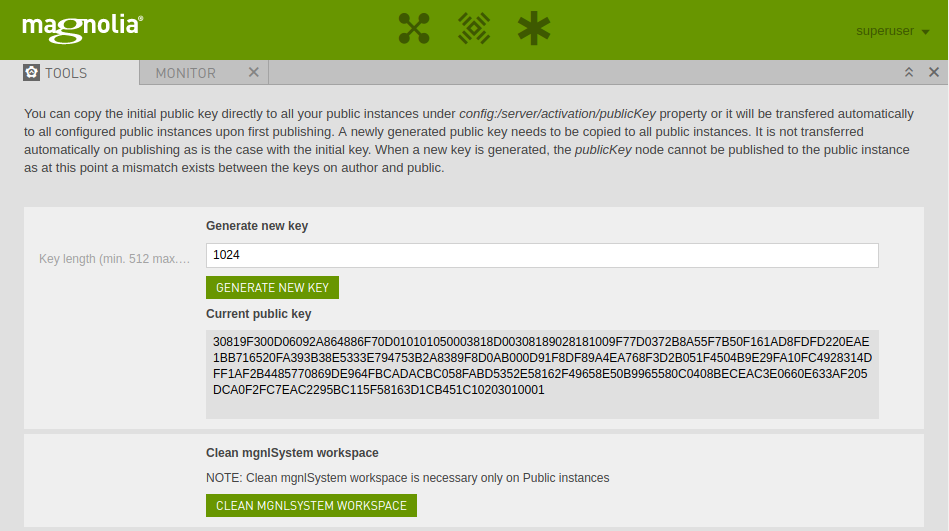 magnolia®
superuser
TOOLS
MONITOR
You can copy the initial public key directly to all your public instances under config:/server/activation/publicKey property or it will be transfered automatically
to all configured public instances upon first publishing. A newly generated public key needs to be copied to all public instances. It is not transferred
automatically on publishing as is the case with the initial key. When a new key is generated, the publicKey node cannot be published to the public instance
as at this point a mismatch exists between the keys on author and public.
Generate new key
Key length (min. 512 max.…
1024
GENERATE NEW KEY
Current public key
30819F300D06092A864886F70D010101050003818D0030818902818100 9F77D0372B8A55F7B50F161AD8FDFD220EAE
1BB716520FA393B38E5333E794753B2A8389F8D0AB000D91F8DF89A4EA768F3D2B051F4504B9E29FA10FC4928314D
FF1AF2B4485770869DE964FBCADACBC058FABD5352E58162F49658E50B9965580C0408BECEAC3E0660E633AF205
DCA0F2FC7EAC2295BC115F58163D1CB451C10203010001
Clean mgnlSystem workspace
NOTE: Clean mgnlSystem workspace is necessary only on Public instances
CLEAN MGNLSYSTEM WORKSPACE